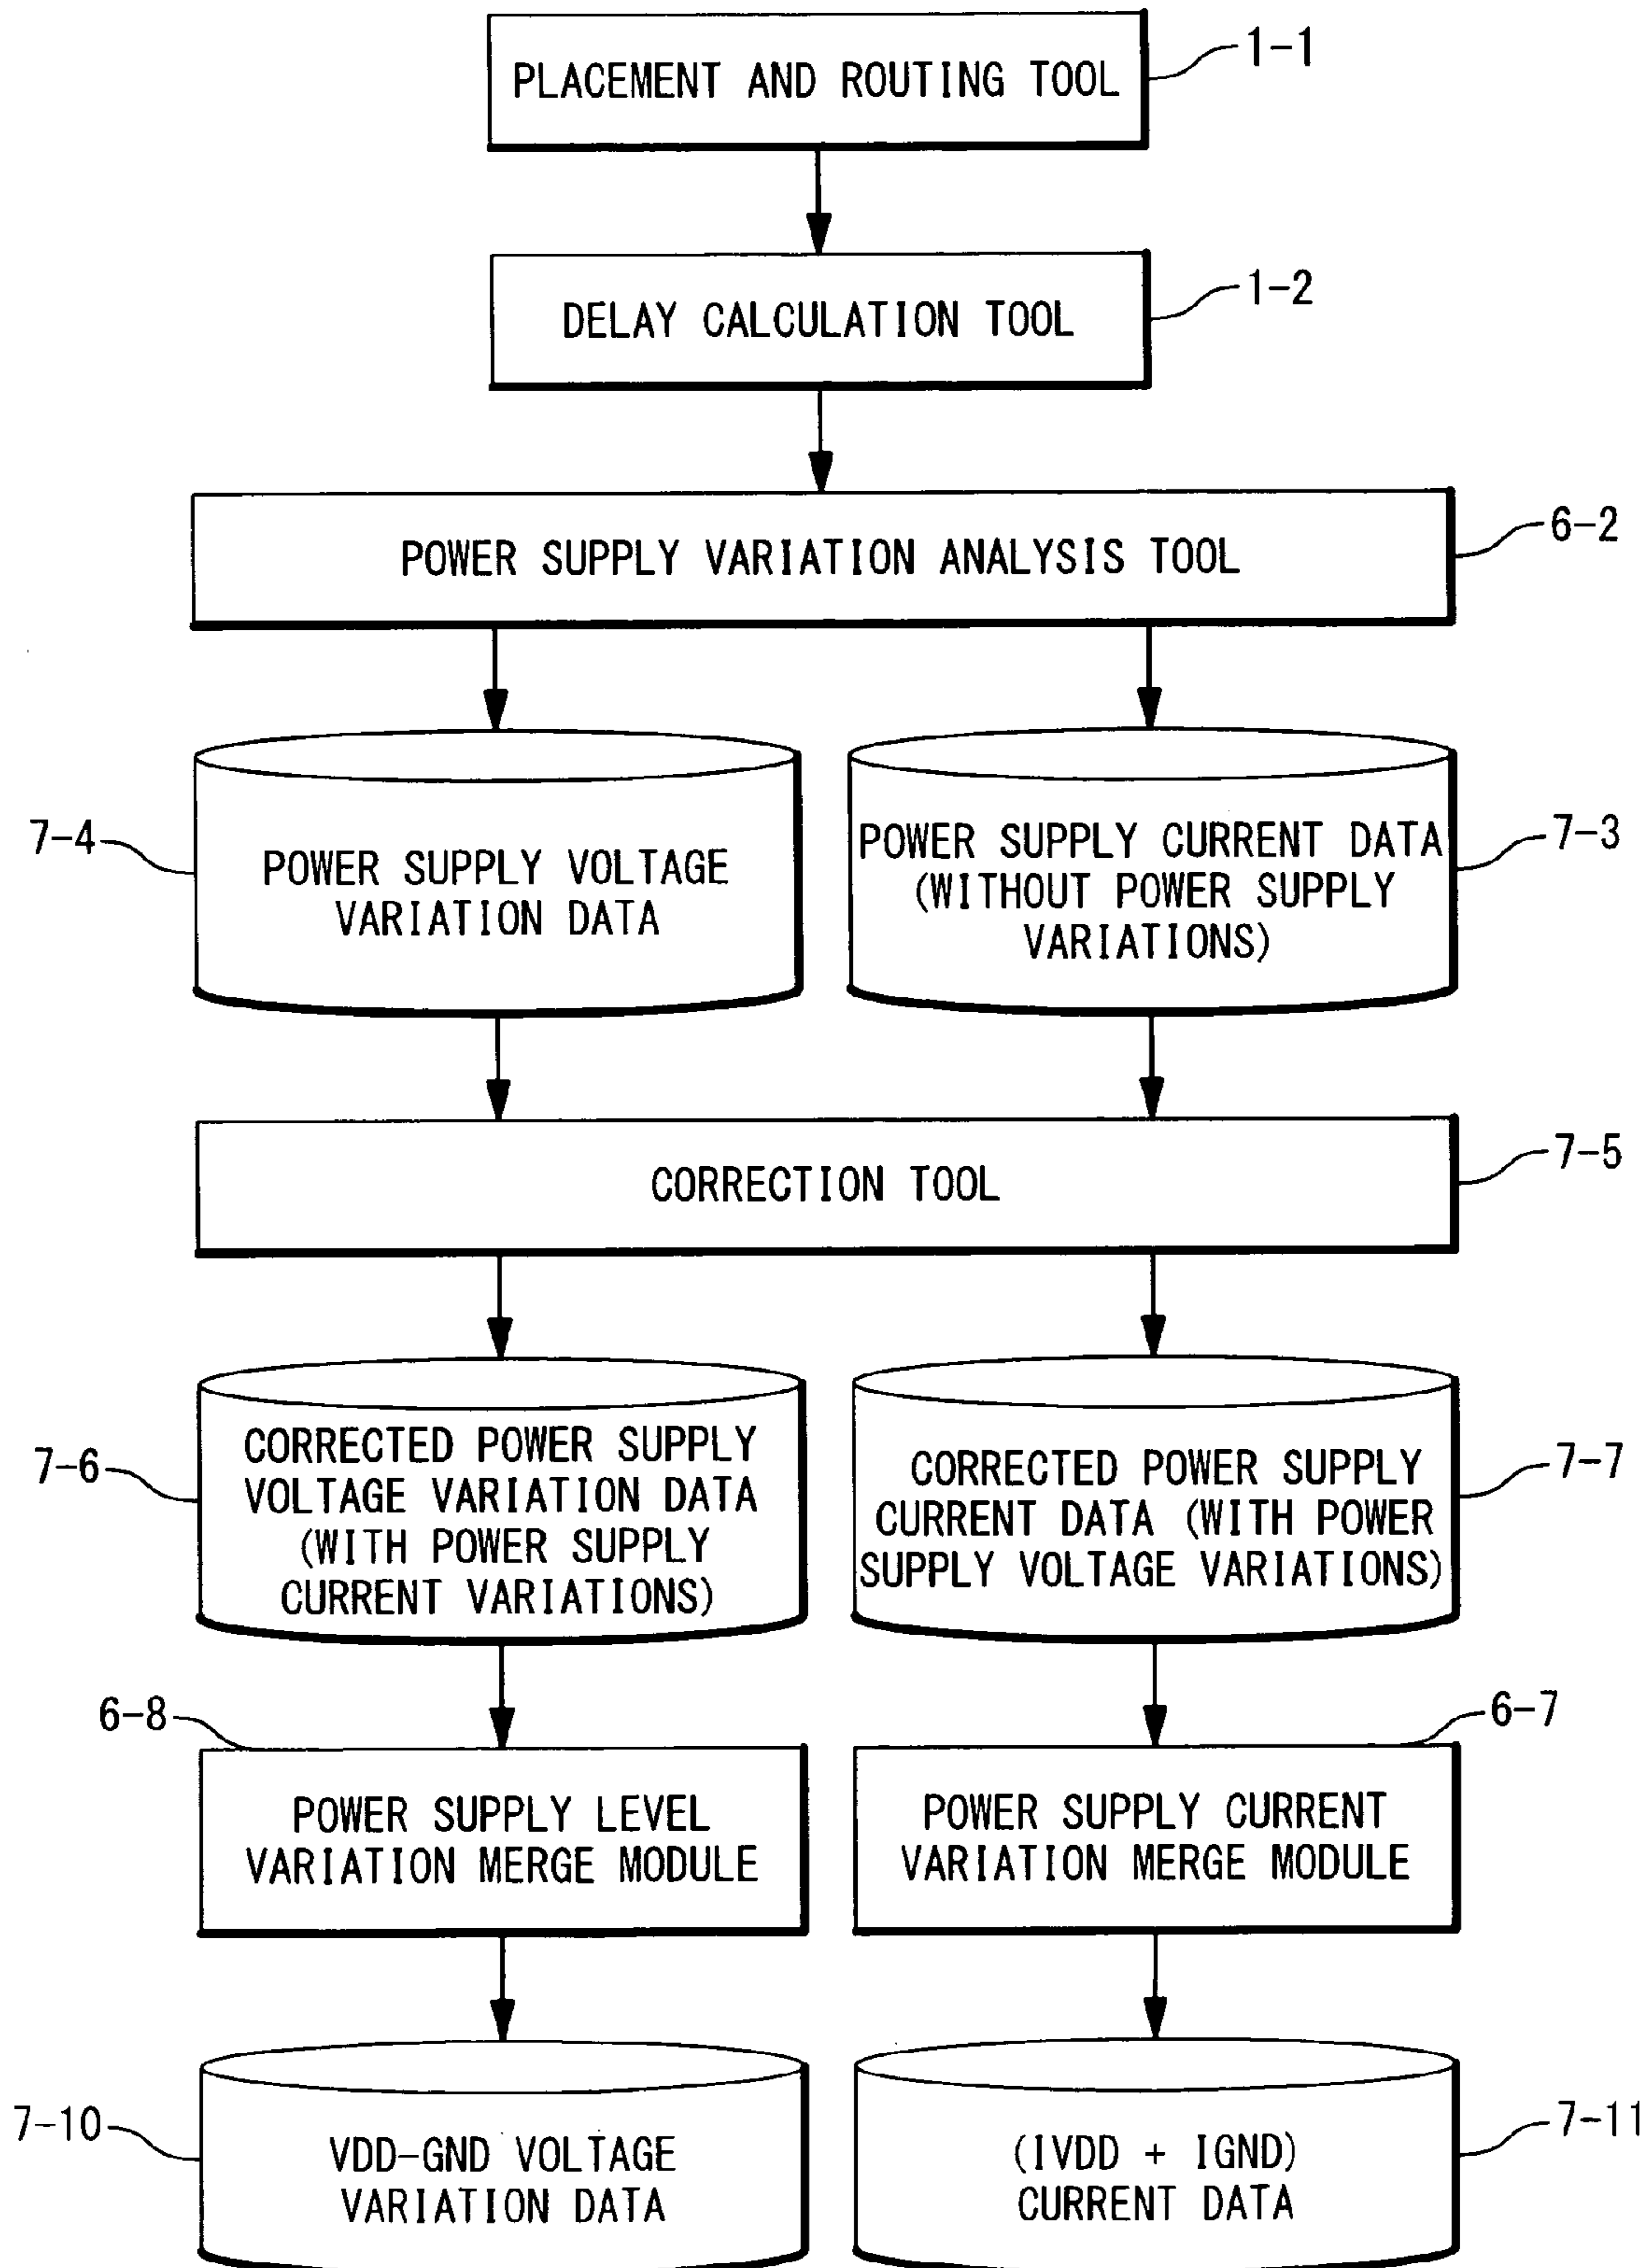 PLACEMENT AND ROUTING TOOL
1-1
DELAY CALCULATION TOOL
1-2
POWER SUPPLY VARIATION ANALYSIS TOOL
6-2
7-4
POWER SUPPLY VOLTAGE
VARIATION DATA
POWER SUPPLY CURRENT DATA
(WITHOUT POWER SUPPLY
VARIATIONS)
7-3
CORRECTION TOOL
7-5
7-6
CORRECTED POWER SUPPLY
VOLTAGE VARIATION DATA
(WITH POWER SUPPLY
CURRENT VARIATIONS)
CORRECTED POWER SUPPLY
CURRENT DATA (WITH POWER
SUPPLY VOLTAGE VARIATIONS)
7-7
6-8
POWER SUPPLY LEVEL
VARIATION MERGE MODULE
6-7
POWER SUPPLY CURRENT
VARIATION MERGE MODULE
7-10
VDD-GND VOLTAGE
VARIATION DATA
(IVDD + IGND)
CURRENT DATA
7-11